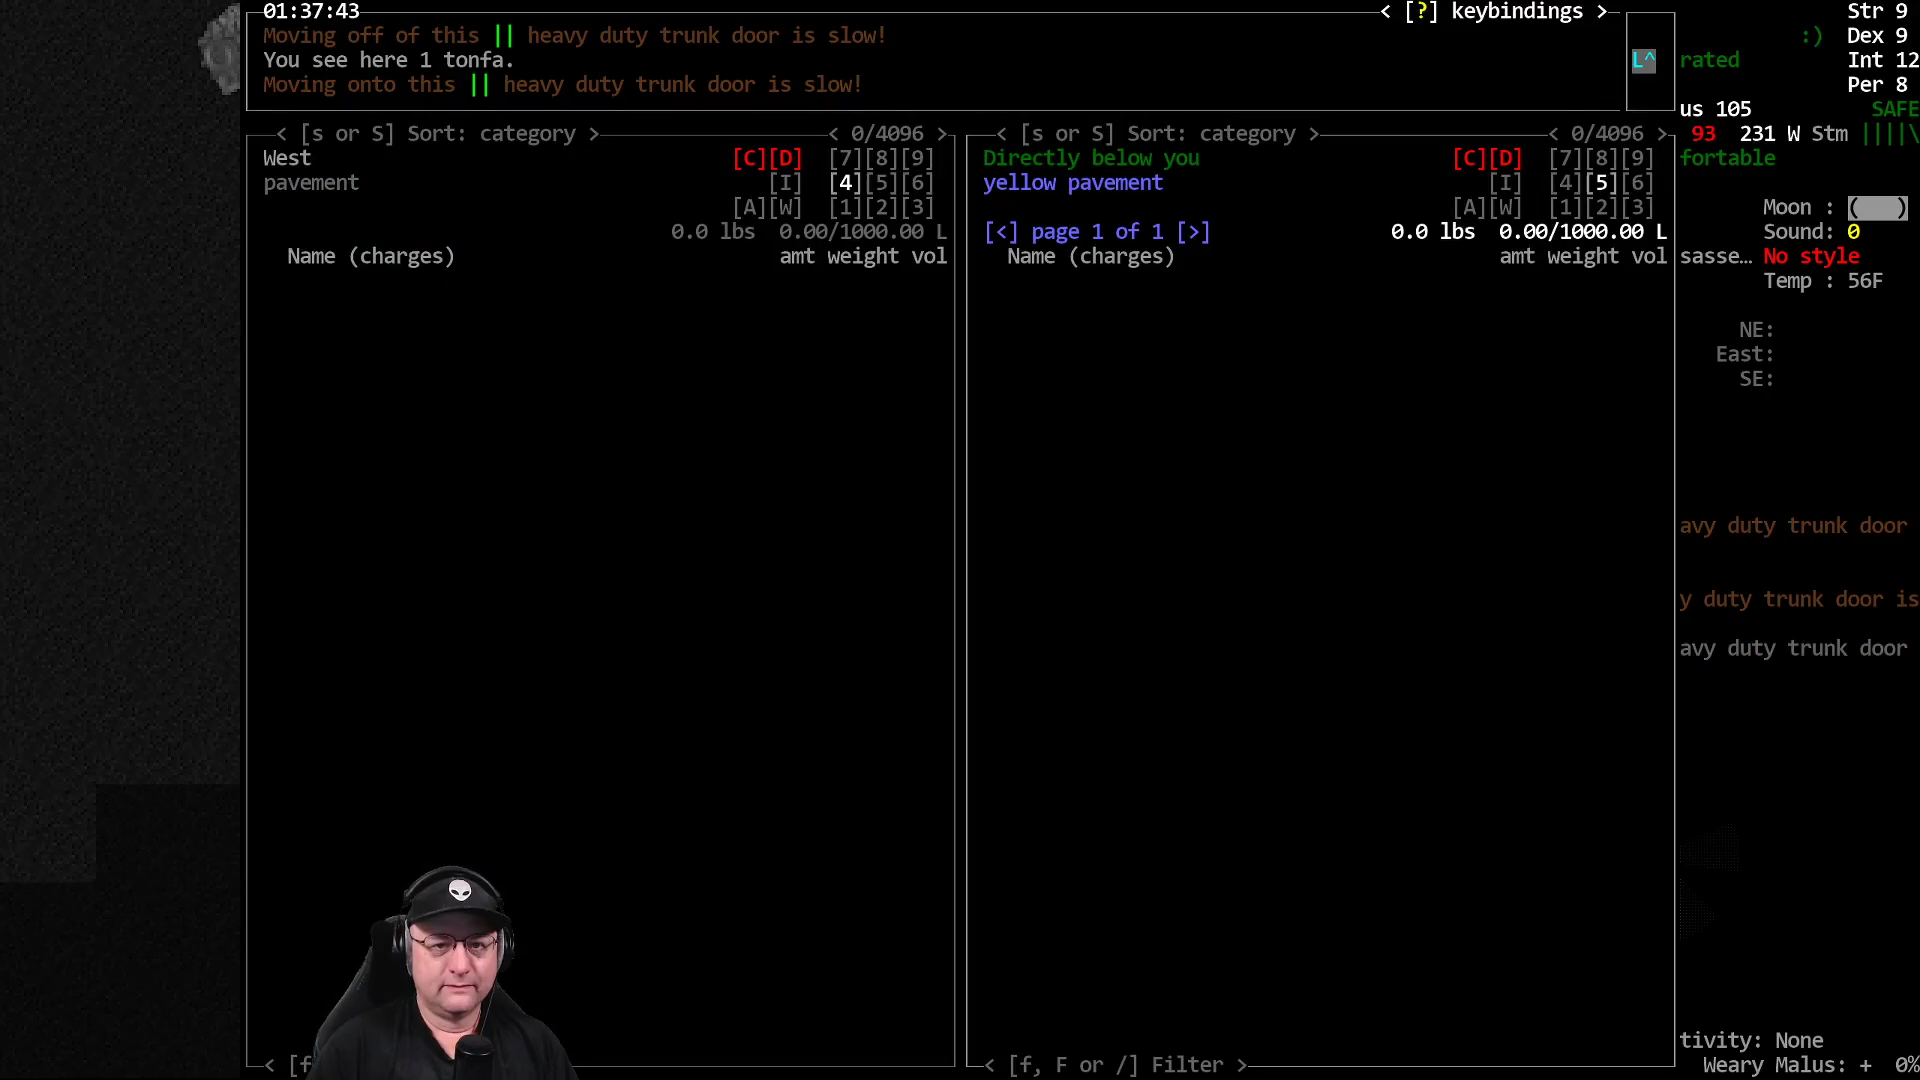 01:37:43
< [?] keybindings >
Moving off of this || heavy duty trunk door is slow!
You see here 1 tonfa.
Moving onto this || heavy duty trunk door is slow!
L^
< [s or S] Sort: category >
< 0/4096 >
West
[C][D] [7][8][9]
pavement
[I] [4][5][6]
[A][W] [1][2][3]
0.0 lbs 0.00/1000.00 L
Name (charges)
amt weight vol
< [f
< [s or S] Sort: category >
< 0/4096 >
Directly below you
[C][D] [7][8][9]
yellow pavement
[I] [4][5][6]
[A][W] [1][2][3]
[<] page 1 of 1 [>]
0.0 lbs 0.00/1000.00 L
Name (charges)
amt weight vol
< [f, F or /] Filter >
Str 9
:) Dex 9
rated Int 12
Per 8
us 105 SAFE
93 231 W Stm ||||\
fortable
Moon : ( )
Sound: 0
sasse… No style
Temp : 56F
NE:
East:
SE:
avy duty trunk door
y duty trunk door is
avy duty trunk door
tivity: None
Weary Malus: + 0%